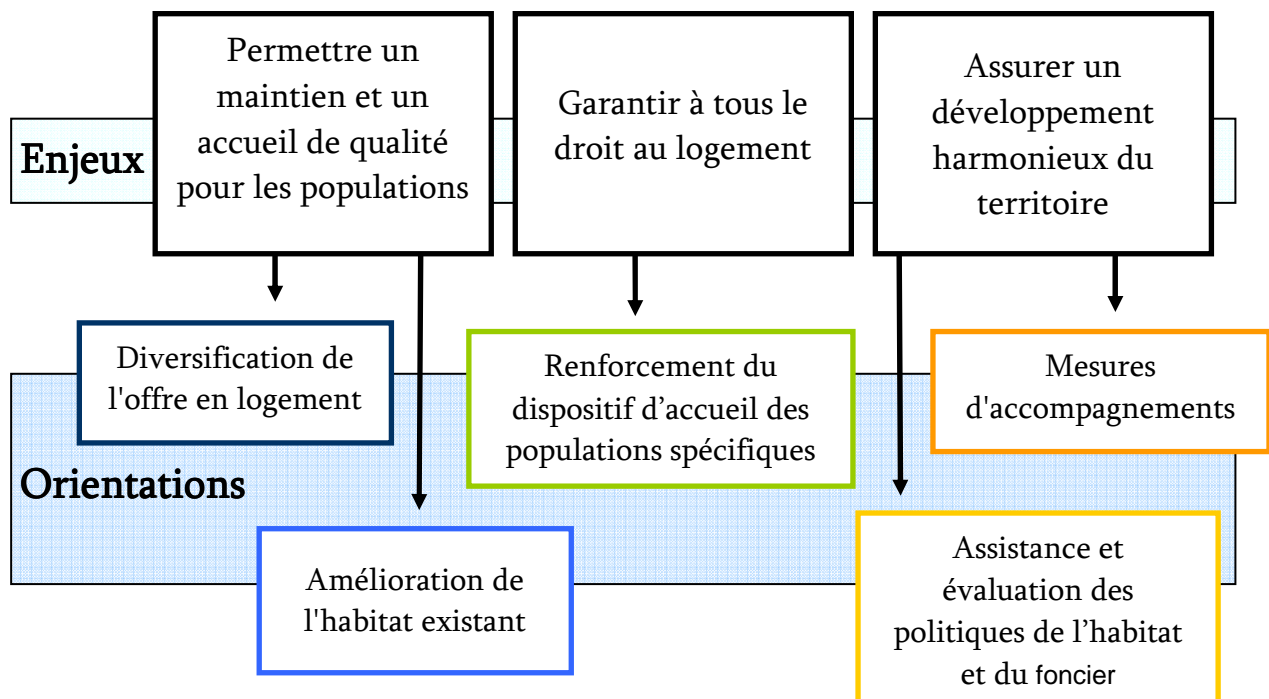 Enjeux
Permettre un
maintien et un
accueil de qualité
pour les populations
Garantir à tous le
droit au logement
Assurer un
développement
harmonieux du
territoire
Orientations
Diversification de
l'offre en logement
Renforcement du
dispositif d’accueil des
populations spécifiques
Mesures
d'accompagnements
Amélioration de
l'habitat existant
Assistance et
évaluation des
politiques de l’habitat
et du foncier